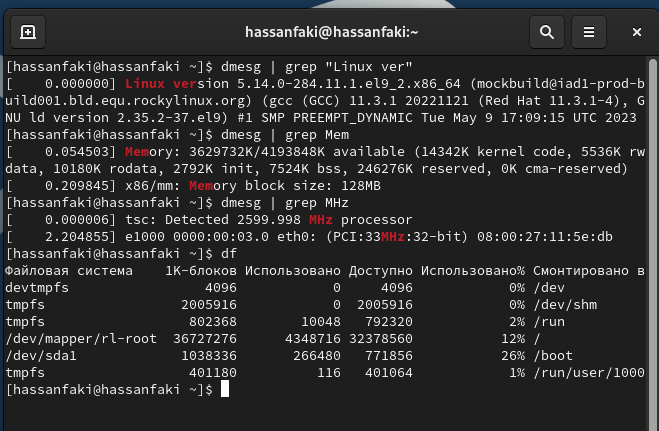 hassanfaki@hassanfaki:~
[hassanfaki@hassanfaki ~]$ dmesg | grep "Linux ver"
[    0.000000] Linux version 5.14.0-284.11.1.el9_2.x86_64 (mockbuild@iad1-prod-b
uild001.bld.equ.rockylinux.org) (gcc (GCC) 11.3.1 20221121 (Red Hat 11.3.1-4), G
NU ld version 2.35.2-37.el9) #1 SMP PREEMPT_DYNAMIC Tue May 9 17:09:15 UTC 2023
[hassanfaki@hassanfaki ~]$ dmesg | grep Mem
[    0.054503] Memory: 3629732K/4193848K available (14342K kernel code, 5536K rw
data, 10180K rodata, 2792K init, 7524K bss, 246276K reserved, 0K cma-reserved)
[    0.209845] x86/mm: Memory block size: 128MB
[hassanfaki@hassanfaki ~]$ dmesg | grep MHz
[    0.000006] tsc: Detected 2599.998 MHz processor
[    2.204855] e1000 0000:00:03.0 eth0: (PCI:33MHz:32-bit) 08:00:27:11:5e:db
[hassanfaki@hassanfaki ~]$ df
Файловая система    1K-блоков Использовано Доступно Использовано% Cмонтировано в
devtmpfs                 4096            0     4096            0% /dev
tmpfs                 2005916            0  2005916            0% /dev/shm
tmpfs                  802368        10048   792320            2% /run
/dev/mapper/rl-root  36727276      4348716 32378560           12% /
/dev/sda1             1038336       266480   771856           26% /boot
tmpfs                  401180          116   401064            1% /run/user/1000
[hassanfaki@hassanfaki ~]$